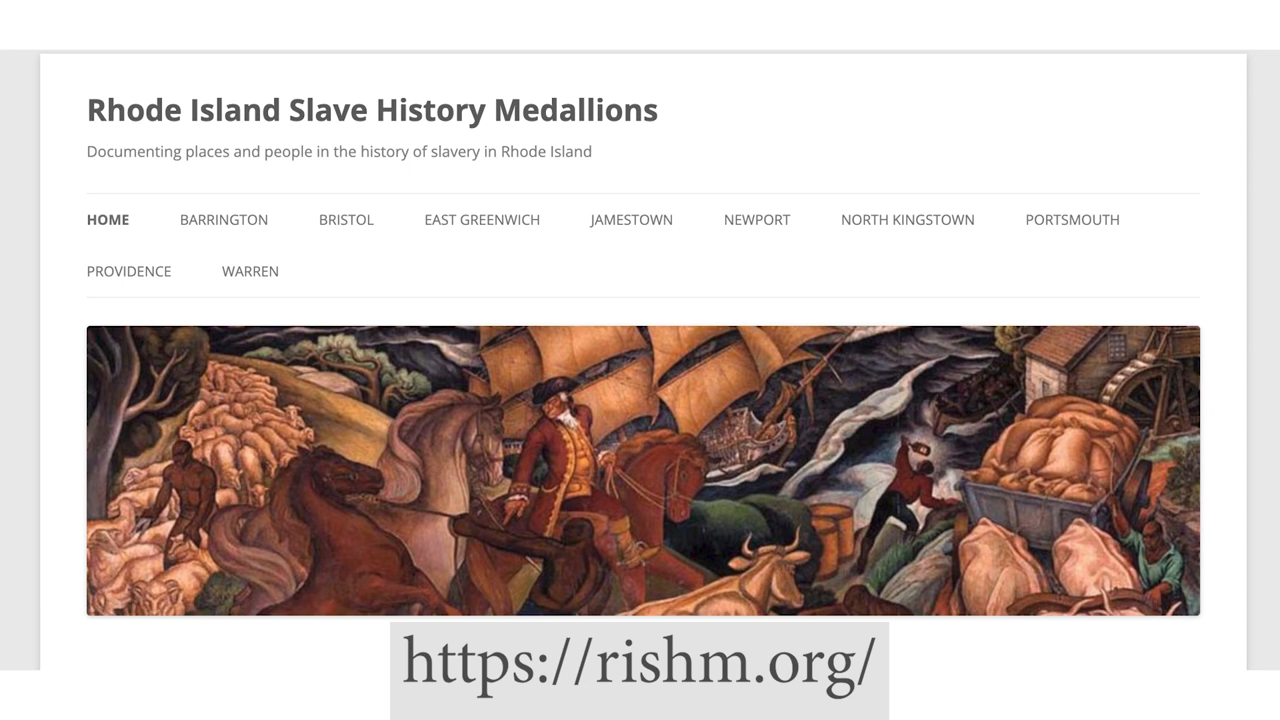 Rhode Island Slave History Medallions
Documenting places and people in the history of slavery in Rhode Island
HOME BARRINGTON BRISTOL EAST GREENWICH JAMESTOWN NEWPORT NORTH KINGSTOWN PORTSMOUTH
PROVIDENCE WARREN
https://rishm.org/